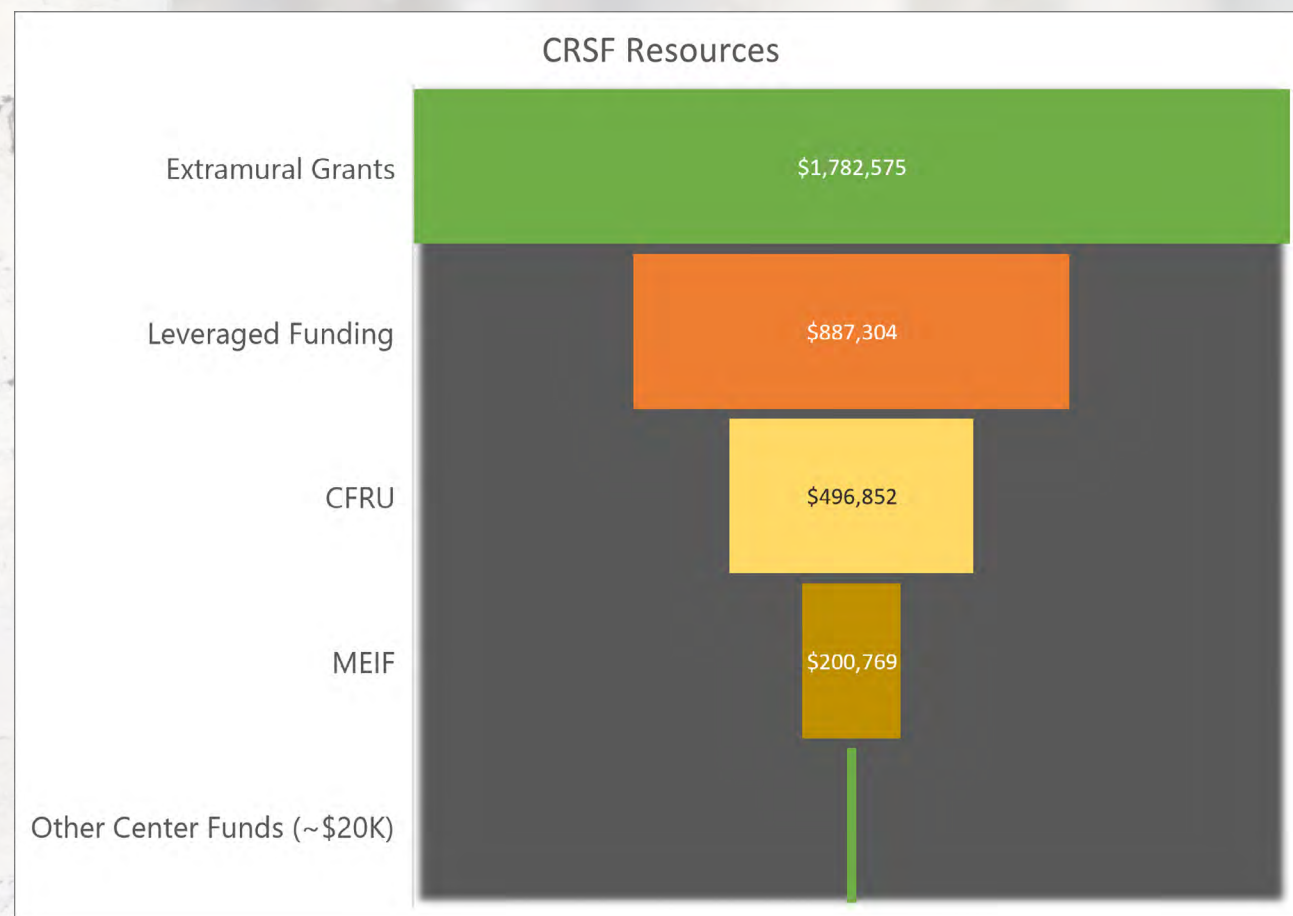 CRSF Resources
Extramural Grants
$1,782,575
Leveraged Funding
$887,304
CFRU
$496,852
MEIF
$200,769
Other Center Funds (~$20K)